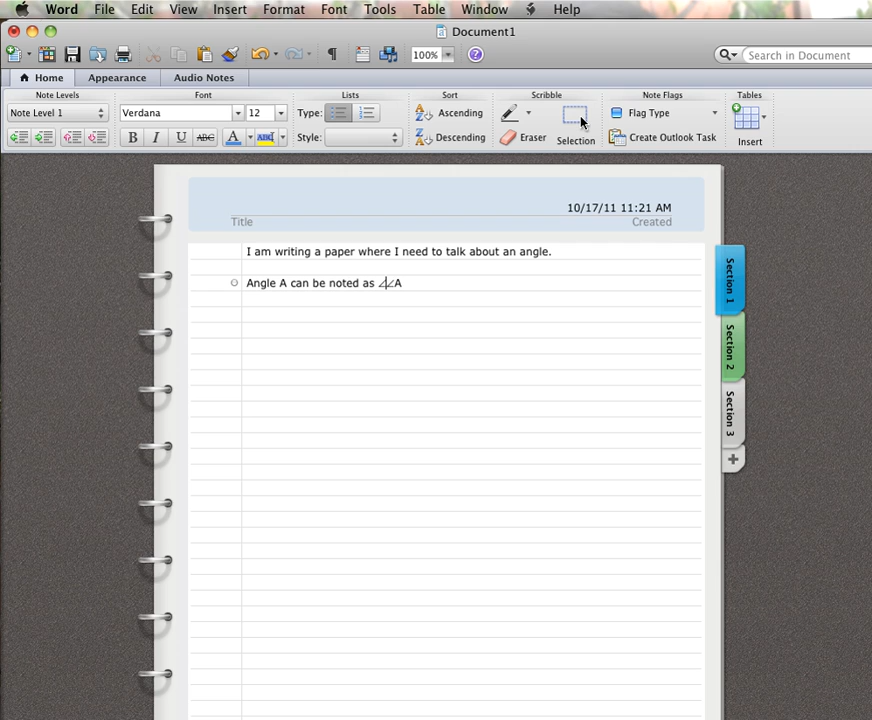 Word File Edit View Insert Format Font Tools Table Window Help
Document1
100% Search in Document
Home Appearance Audio Notes
Note Levels Font Lists Sort Scribble Note Flags Tables
Note Level 1 Verdana 12 Type: Ascending Flag Type
B I U ABC A ABC Style: Descending Eraser Selection Create Outlook Task Insert
10/17/11 11:21 AM
Title Created
I am writing a paper where I need to talk about an angle.
Angle A can be noted as ∠∠A
Section 1
Section 2
Section 3